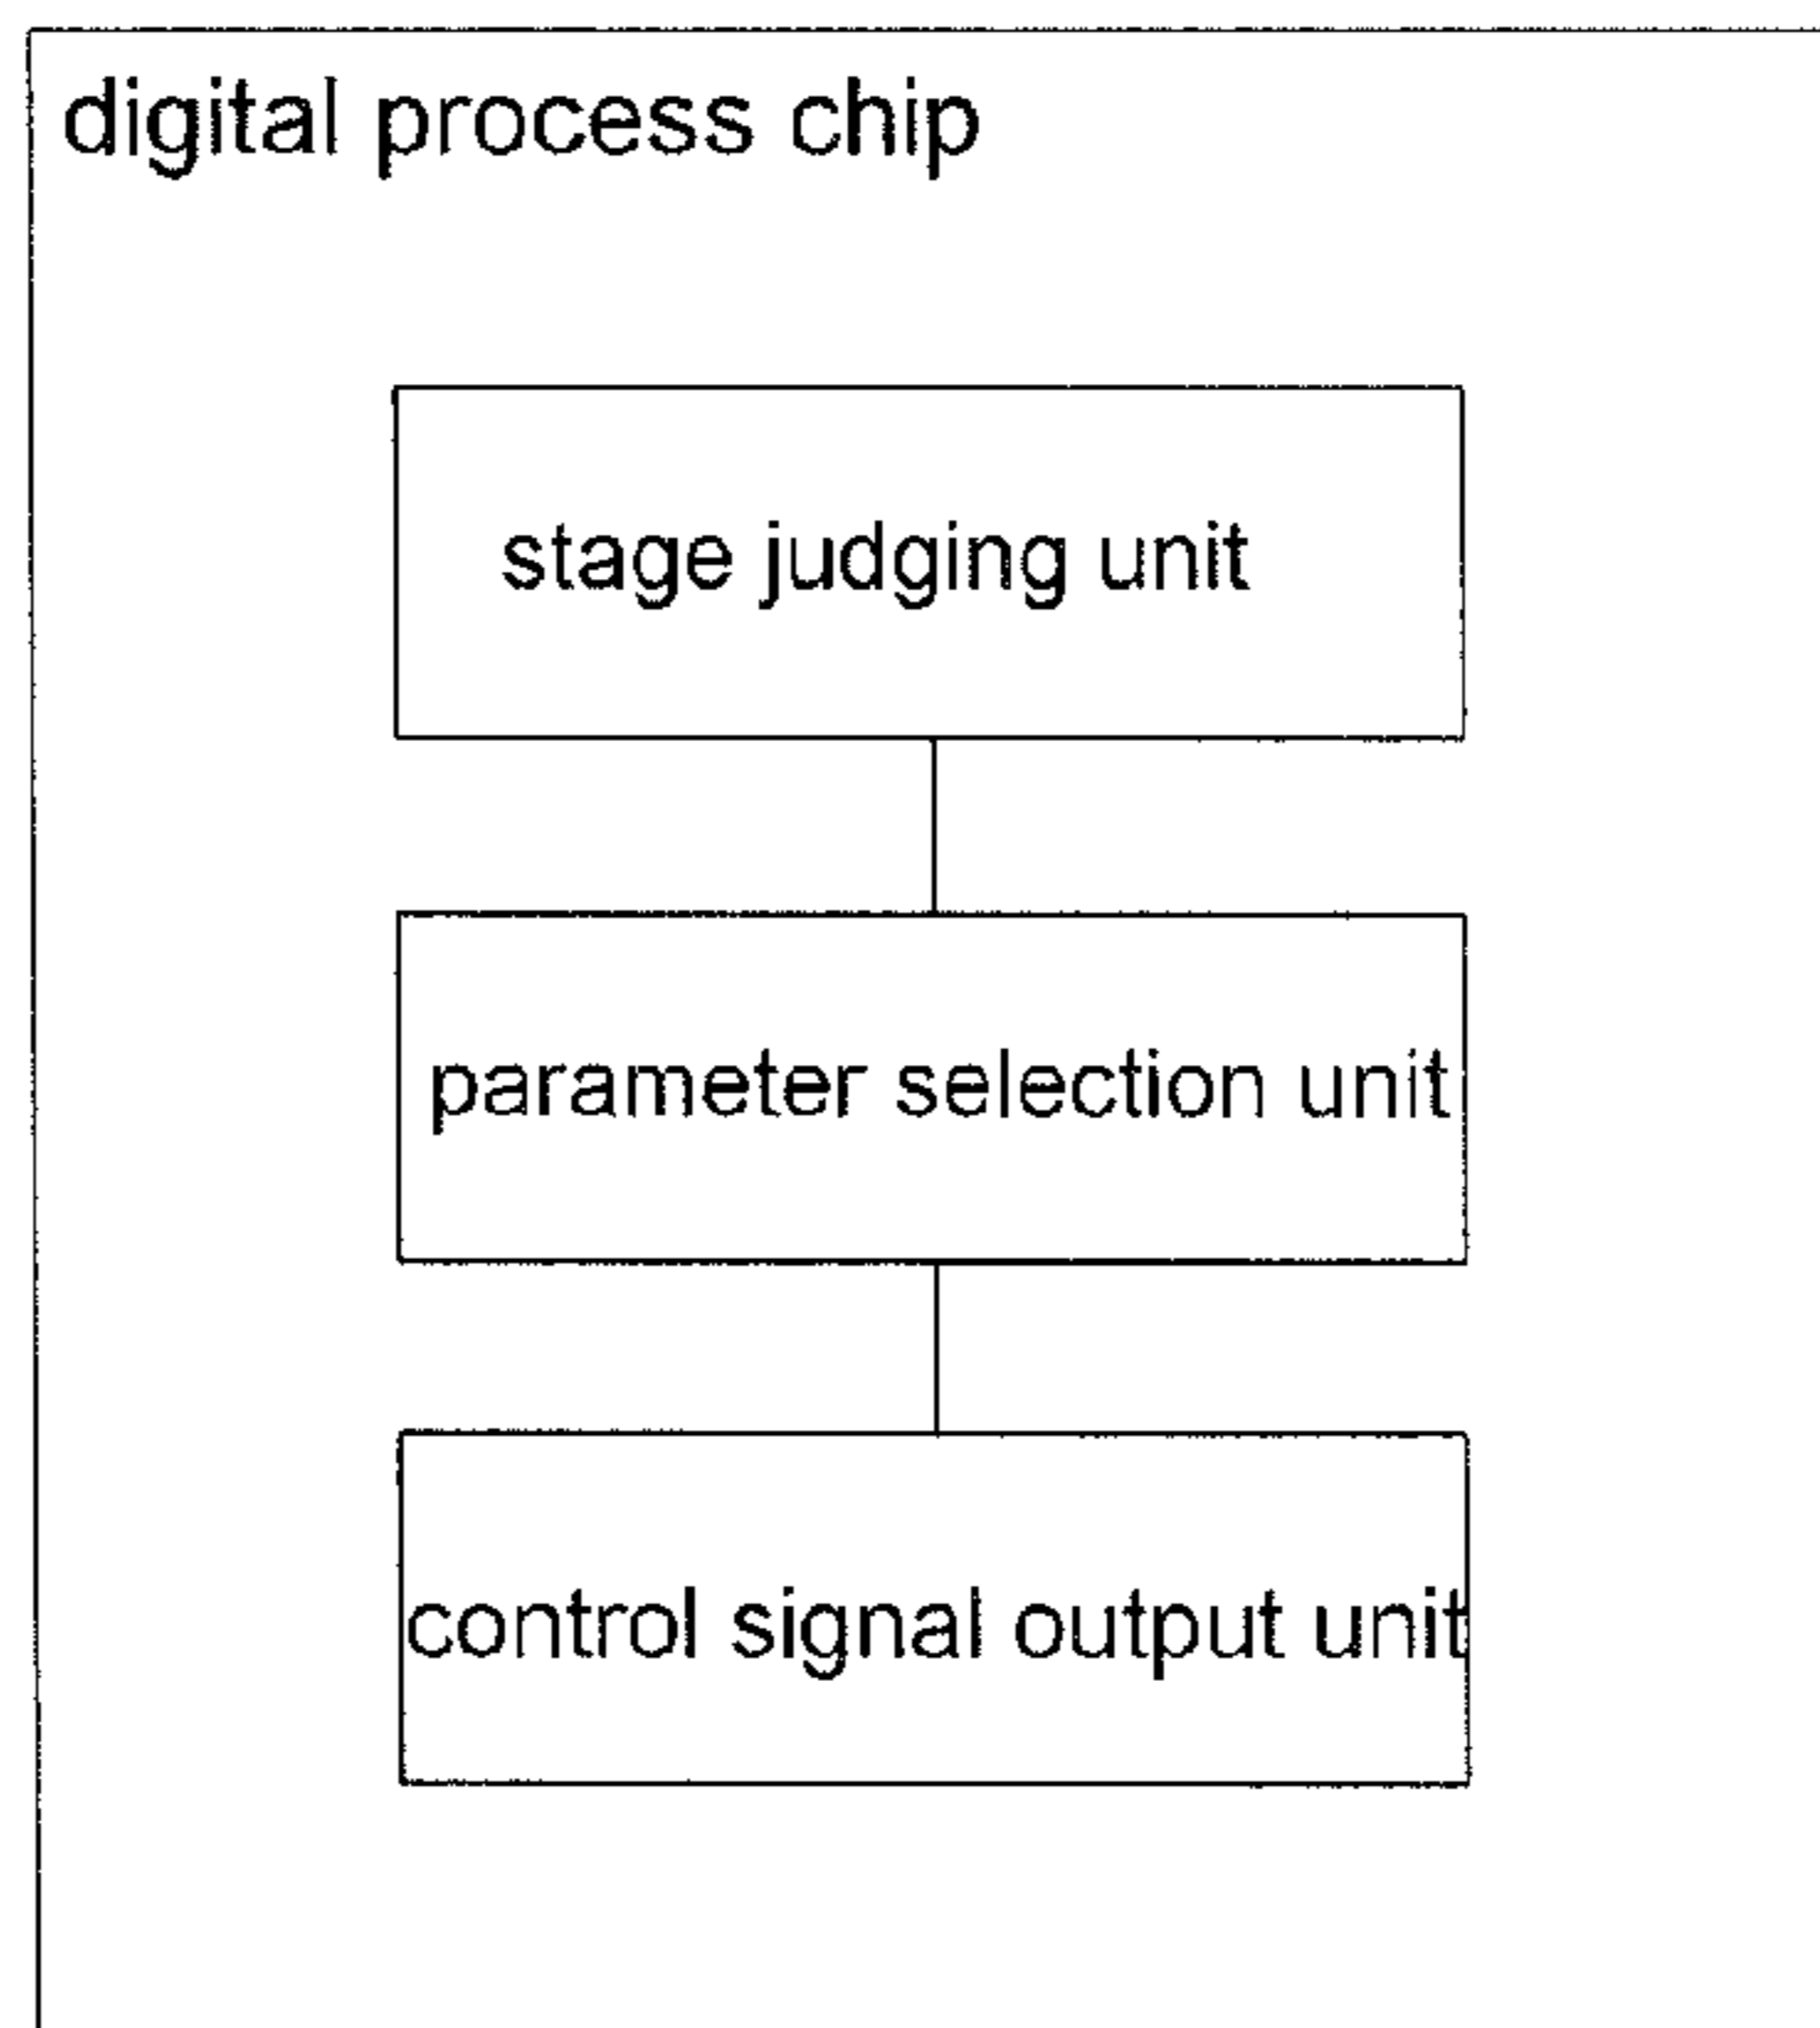 digital process chip
stage judging unit
parameter selection unit
control signal output unit